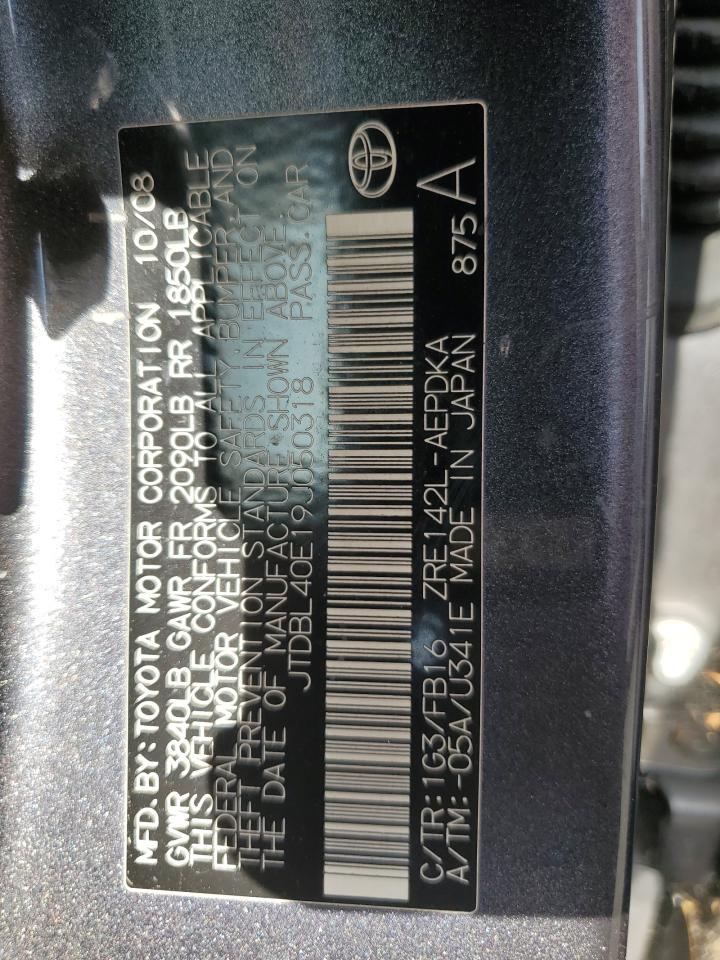 MFD.BY:TOYOTA MOTOR CORPORATION 10/08
GVWR 3840LB GAWR FR 2090LB RR 1850LB
THIS VEHICLE CONFORMS TO ALL APPLICABLE
FEDERAL MOTOR VEHICLE SAFETY, BUMPER, AND
THEFT PREVENTION STANDARDS IN EFFECT ON
THE DATE OF MANUFACTURE SHOWN ABOVE.
JTDBL40E19J050318 PASS.CAR
C/TR:1G3/FB16 ZRE142L-AEPDKA 875 A
A/TM:-05A/U341E MADE IN JAPAN